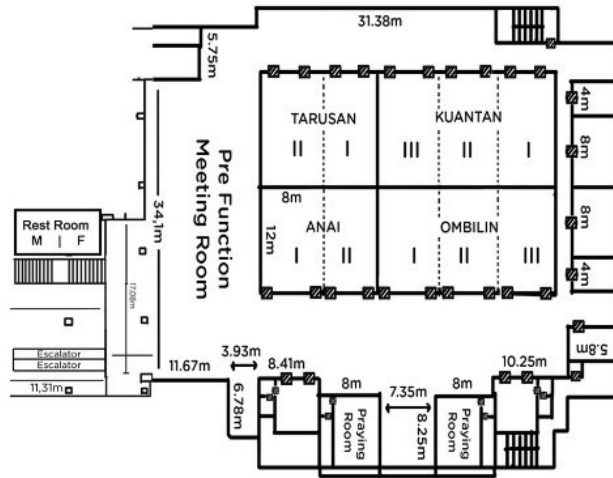 31.38m
5.75m
4m
TARUSAN
KUANTAN
II
I
III
II
I
8m
Pre Function
Meeting Room
8m
34,1m
Rest Room
M | F
12m
ANAI
OMBILIN
I
II
I
II
III
8m
4m
17,08m
5.8m
Escalator
Escalator
11,31m
11.67m
3.93m
8.41m
10.25m
6.78m
8m
7.35m
8m
8.25m
Praying
Room
Praying
Room